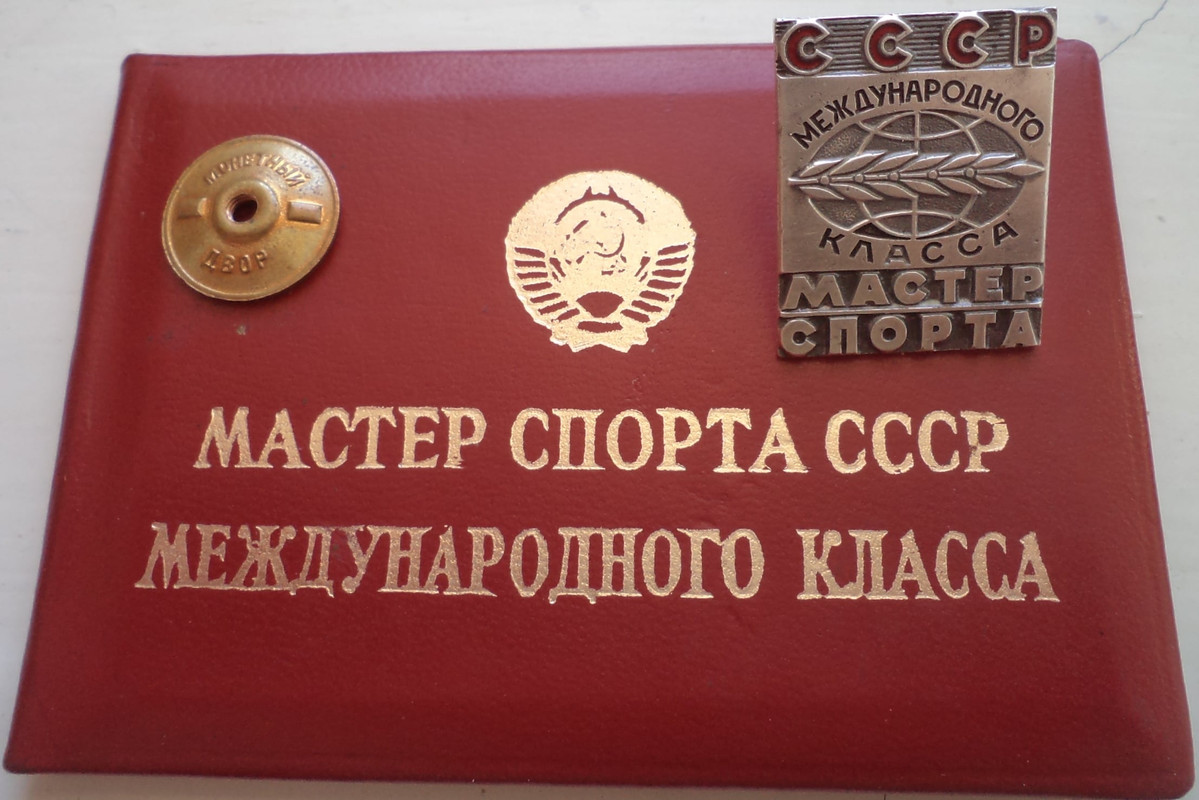 СССР
МЕЖДУНАРОДНОГО
КЛАССА
МАСТЕР
СПОРТА
МОНЕТНЫЙ
ДВОР
МАСТЕР СПОРТА СССР
МЕЖДУНАРОДНОГО КЛАССА